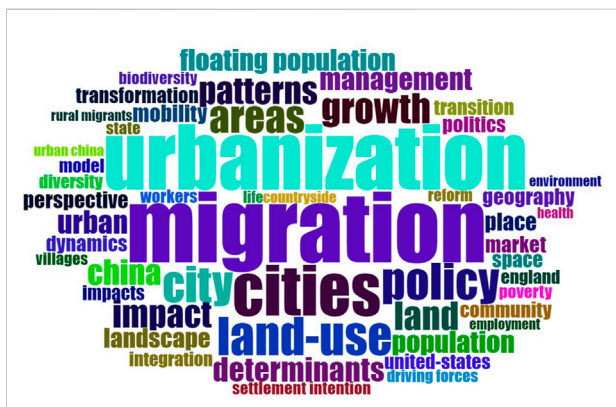 floating population
biodiversity patterns management
transformation growth transition
rural migrants mobility areas politics
state
urbanization
urban china
model
diversity workers life countryside reform geography environment
perspective migration place health
urban
dynamics market
villages china city cities policy space
impacts england
impact land poverty
community
landscape land-use employment
integration population
determinants united-states
settlement intention driving forces